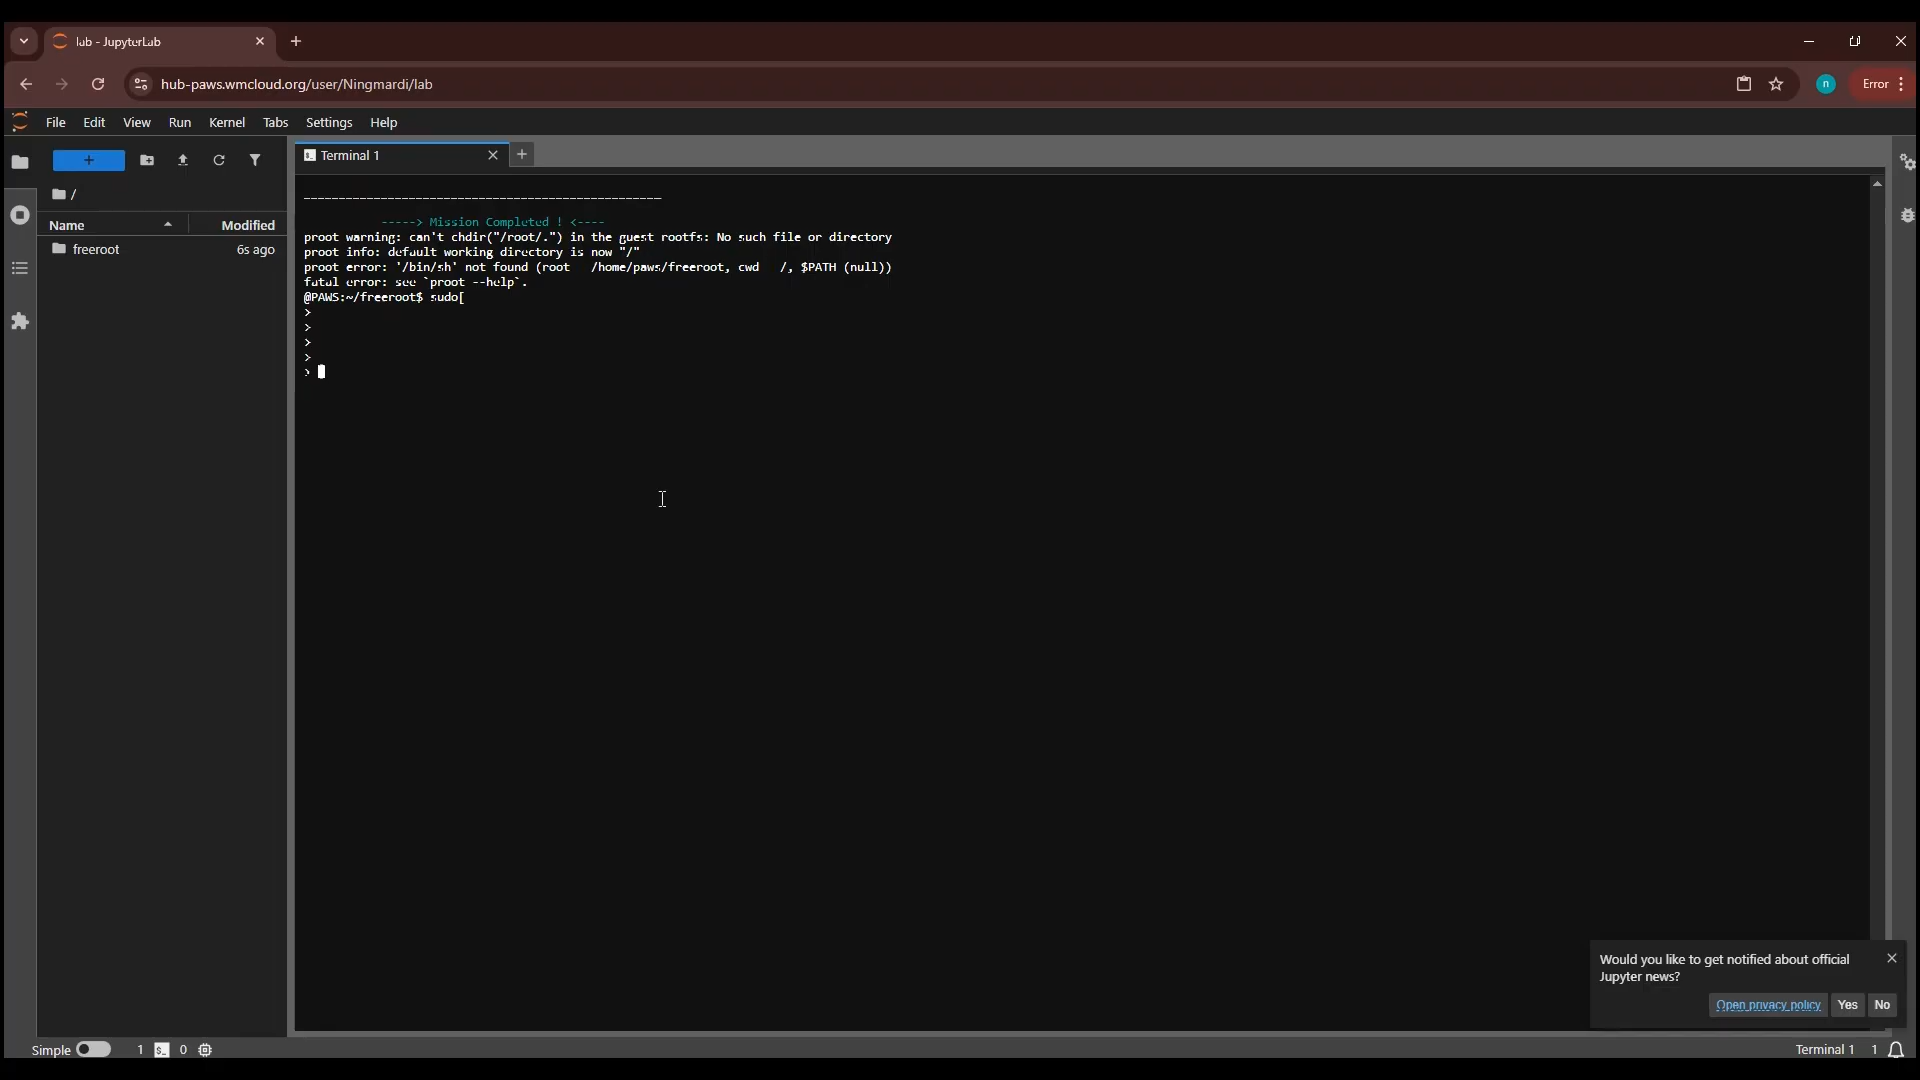 lab - JupyterLab
hub-paws.wmcloud.org/user/Ningmardi/lab
n
Error
File Edit View Run Kernel Tabs Settings Help
+
Terminal 1
/
Name Modified
freeroot 6s ago
-----> Mission Completed ! <----
proot warning: can't chdir("/root/.") in the guest rootfs: No such file or directory
proot info: default working directory is now "/"
proot error: '/bin/sh' not found (root   /home/paws/freeroot, cwd   /, $PATH (null))
fatal error: see `proot --help`.
@PAWS:~/freeroot$ sudo[
>
>
>
>
>
Would you like to get notified about official
Jupyter news?
Open privacy policy Yes No
Simple 1 $_ 0 Terminal 1 1